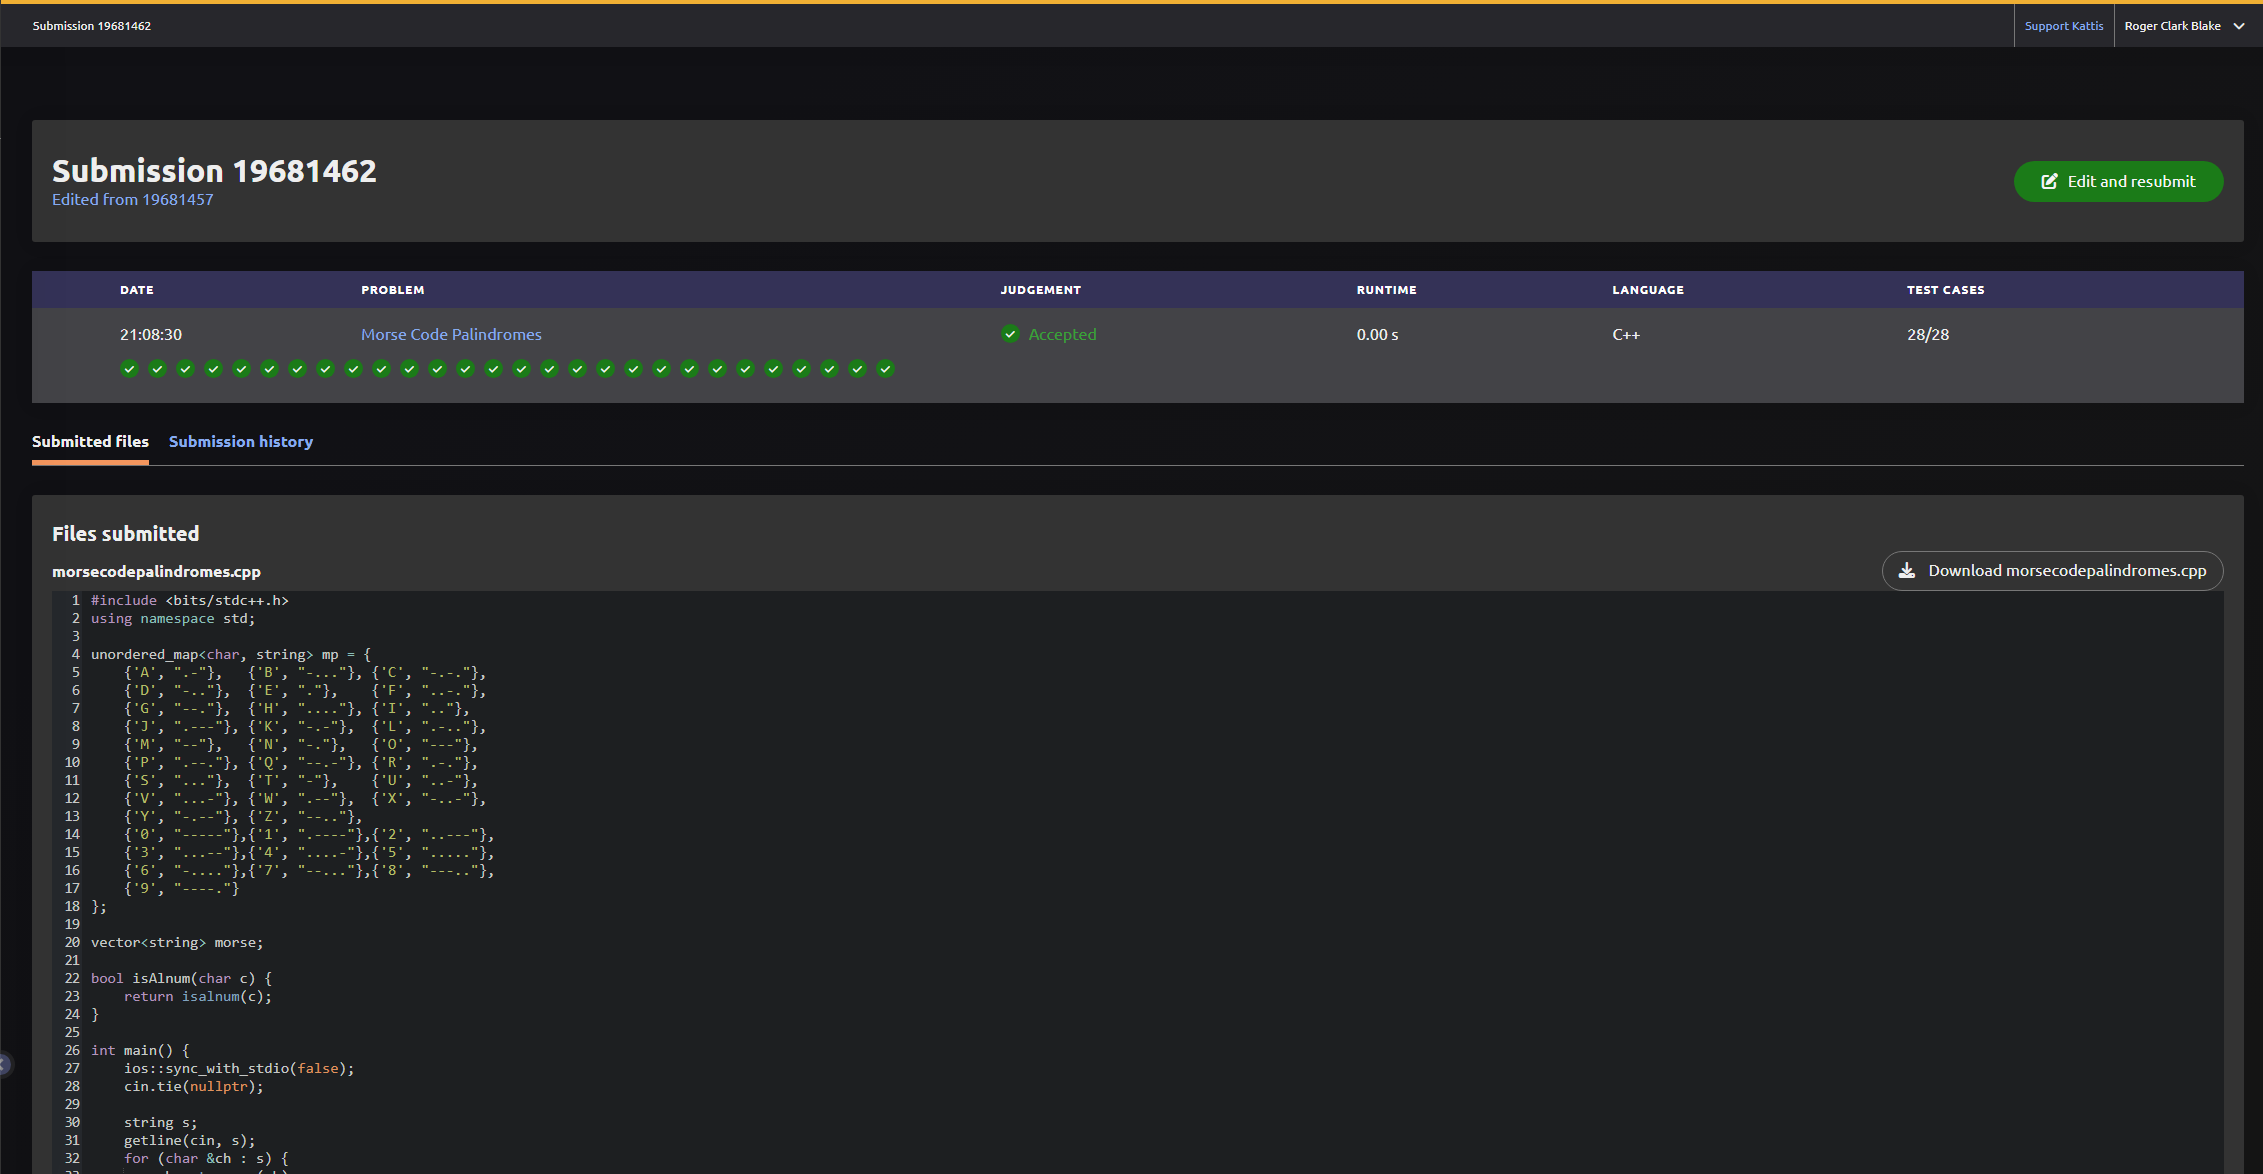 Submission 19681462
Support Kattis
Roger Clark Blake
Submission 19681462
Edited from 19681457
Edit and resubmit
DATE PROBLEM JUDGEMENT RUNTIME LANGUAGE TEST CASES
21:08:30 Morse Code Palindromes Accepted 0.00 s C++ 28/28
Submitted files Submission history
Files submitted
morsecodepalindromes.cpp
Download morsecodepalindromes.cpp
1 #include <bits/stdc++.h>
2 using namespace std;
3
4 unordered_map<char, string> mp = {
5     {'A', ".-"},   {'B', "-..."}, {'C', "-.-."},
6     {'D', "-.."},  {'E', "."},    {'F', "..-."},
7     {'G', "--."},  {'H', "...."}, {'I', ".."},
8     {'J', ".---"}, {'K', "-.-"},  {'L', ".-.."},
9     {'M', "--"},   {'N', "-."},   {'O', "---"},
10     {'P', ".--."}, {'Q', "--.-"}, {'R', ".-."},
11     {'S', "..."},  {'T', "-"},    {'U', "..-"},
12     {'V', "...-"}, {'W', ".--"},  {'X', "-..-"},
13     {'Y', "-.--"}, {'Z', "--.."},
14     {'0', "-----"},{'1', ".----"},{'2', "..---"},
15     {'3', "...--"},{'4', "....-"},{'5', "....."},
16     {'6', "-...."},{'7', "--..."},{'8', "---.."},
17     {'9', "----."}
18 };
19
20 vector<string> morse;
21
22 bool isAlnum(char c) {
23     return isalnum(c);
24 }
25
26 int main() {
27     ios::sync_with_stdio(false);
28     cin.tie(nullptr);
29
30     string s;
31     getline(cin, s);
32     for (char &ch : s) {